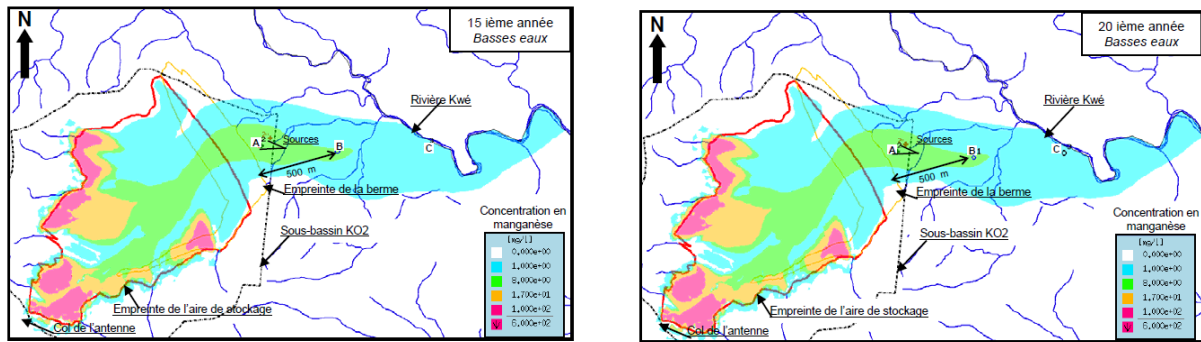 N
15 ième année
Basses eaux
Rivière Kwé
A
2
Sources
B
C
500 m
Empreinte de la berme
Sous-bassin KO2
Concentration en
manganèse
[mg/l]
0,000e+00
1,000e+00
8,000e+00
1,700e+01
1,000e+02
6,000e+02
Empreinte de l'aire de stockage
Col de l'antenne
N
20 ième année
Basses eaux
Rivière Kwé
A
Sources
B1
C
500 m
Empreinte de la berme
Sous-bassin KO2
Concentration en
manganèse
[mg/l]
0,000e+00
1,000e+00
8,000e+00
1,700e+01
1,000e+02
6,000e+02
Empreinte de l'aire de stockage
Col de l'antenne